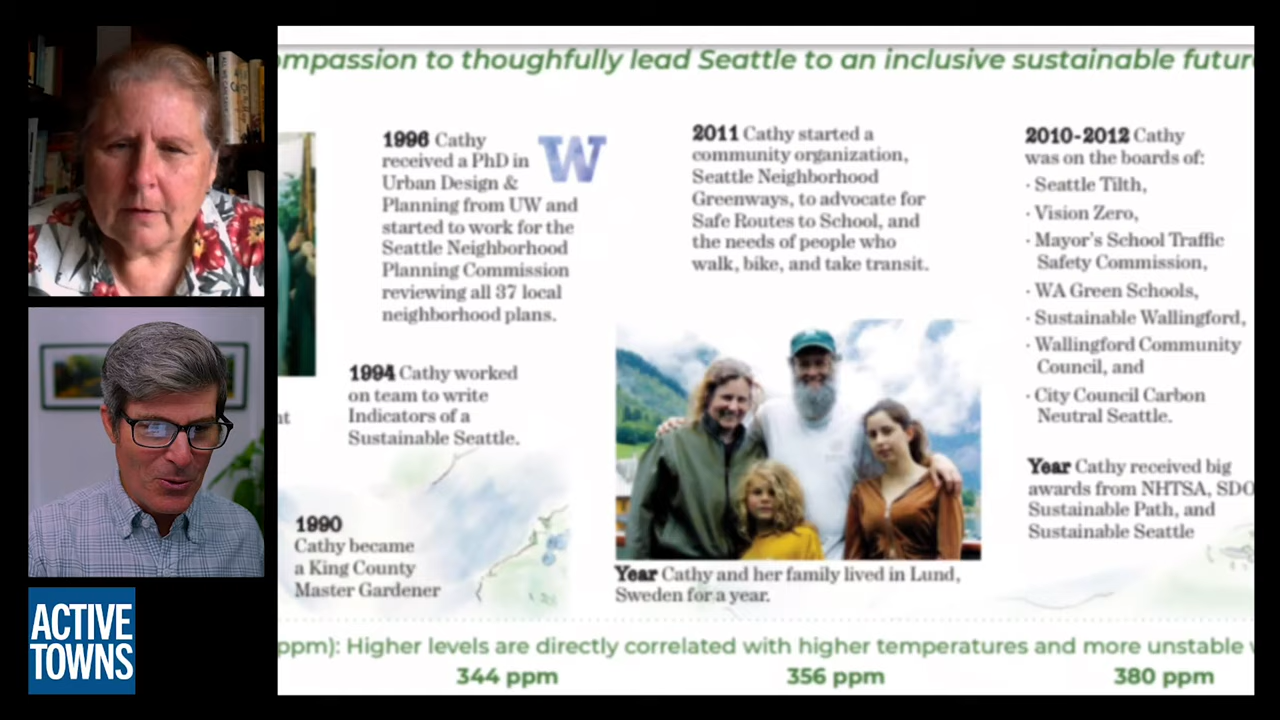 ompassion to thoughtfully lead Seattle to an inclusive sustainable futur
1996 Cathy
received a PhD in
Urban Design &
Planning from UW and
started to work for the
Seattle Neighborhood
Planning Commission
reviewing all 37 local
neighborhood plans.
W
2011 Cathy started a
community organization,
Seattle Neighborhood
Greenways, to advocate for
Safe Routes to School, and
the needs of people who
walk, bike, and take transit.
2010-2012 Cathy
was on the boards of:
· Seattle Tilth,
· Vision Zero,
· Mayor's School Traffic
Safety Commission,
· WA Green Schools,
· Sustainable Wallingford,
· Wallingford Community
Council, and
· City Council Carbon
Neutral Seattle.
nt
1994 Cathy worked
on team to write
Indicators of a
Sustainable Seattle.
Year Cathy received big
awards from NHTSA, SDO
Sustainable Path, and
Sustainable Seattle
1990
Cathy became
a King County
Master Gardener
Year Cathy and her family lived in Lund,
Sweden for a year.
ACTIVE
TOWNS
ppm): Higher levels are directly correlated with higher temperatures and more unstable
344 ppm
356 ppm
380 ppm